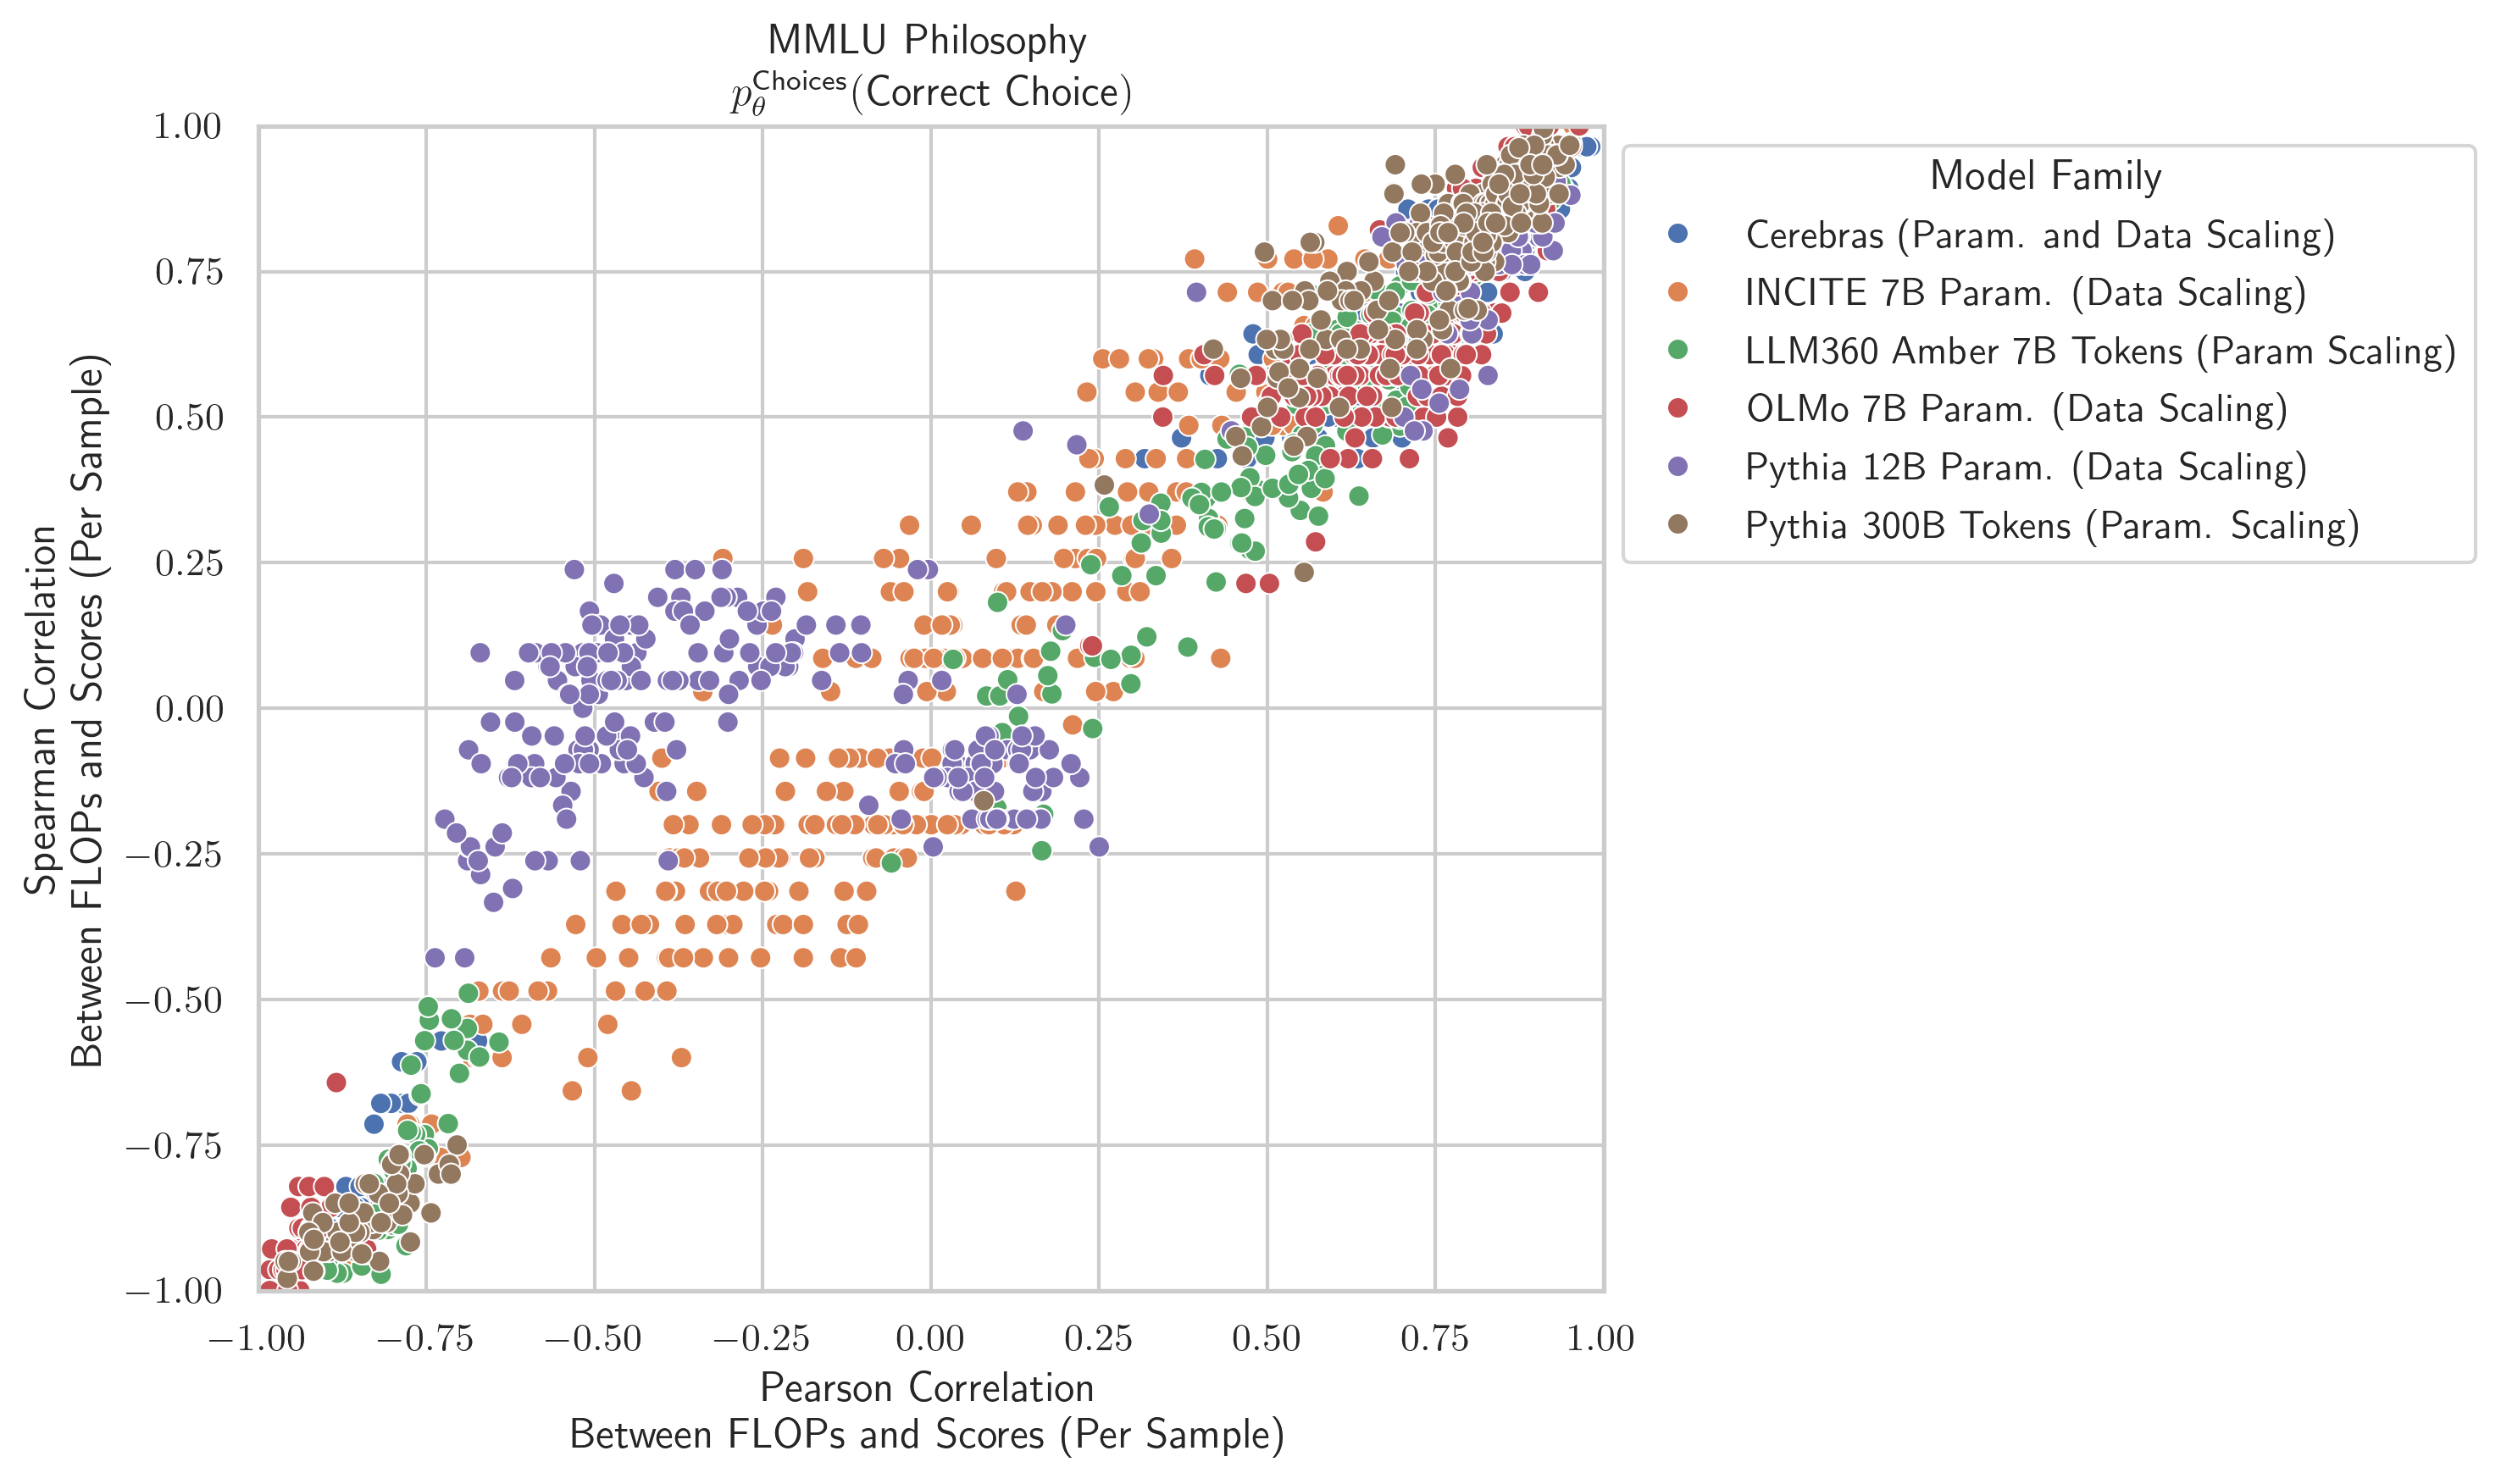 MMLU Philosophy
p_θ^Choices(Correct Choice)
1.00
0.75
0.50
0.25
0.00
−0.25
−0.50
−0.75
−1.00
Spearman Correlation
Between FLOPs and Scores (Per Sample)
−1.00 −0.75 −0.50 −0.25 0.00 0.25 0.50 0.75 1.00
Pearson Correlation
Between FLOPs and Scores (Per Sample)
Model Family
Cerebras (Param. and Data Scaling)
INCITE 7B Param. (Data Scaling)
LLM360 Amber 7B Tokens (Param Scaling)
OLMo 7B Param. (Data Scaling)
Pythia 12B Param. (Data Scaling)
Pythia 300B Tokens (Param. Scaling)